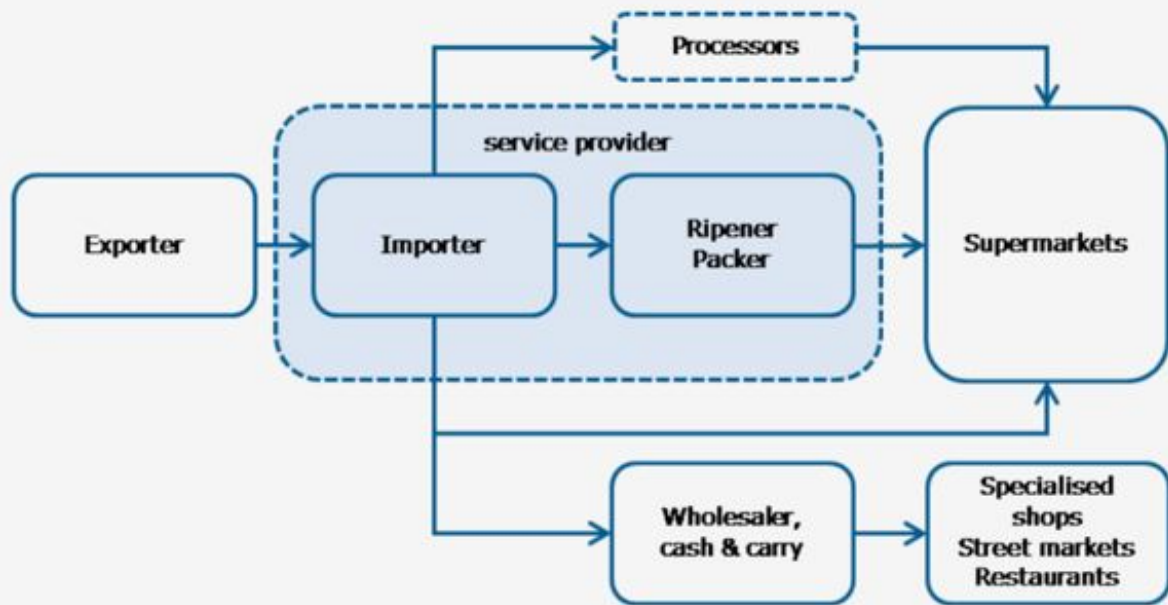 Processors
service provider
Exporter
Importer
Ripener
Packer
Supermarkets
Wholesaler,
cash & carry
Specialised
shops
Street markets
Restaurants